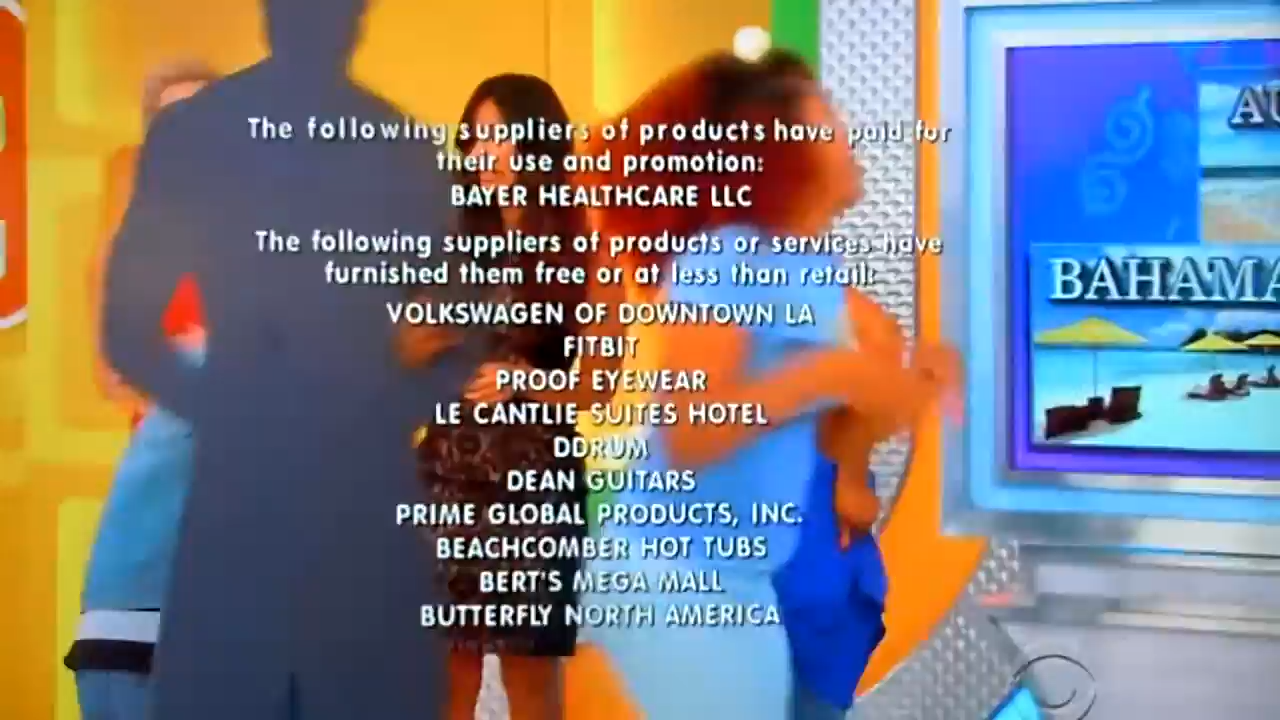 The following suppliers of products have paid for
their use and promotion:
BAYER HEALTHCARE LLC
The following suppliers of products or services have
furnished them free or at less than retail:
VOLKSWAGEN OF DOWNTOWN LA
FITBIT
PROOF EYEWEAR
LE CANTLIE SUITES HOTEL
DDRUM
DEAN GUITARS
PRIME GLOBAL PRODUCTS, INC.
BEACHCOMBER HOT TUBS
BERT'S MEGA MALL
BUTTERFLY NORTH AMERICA
AU
BAHAMA